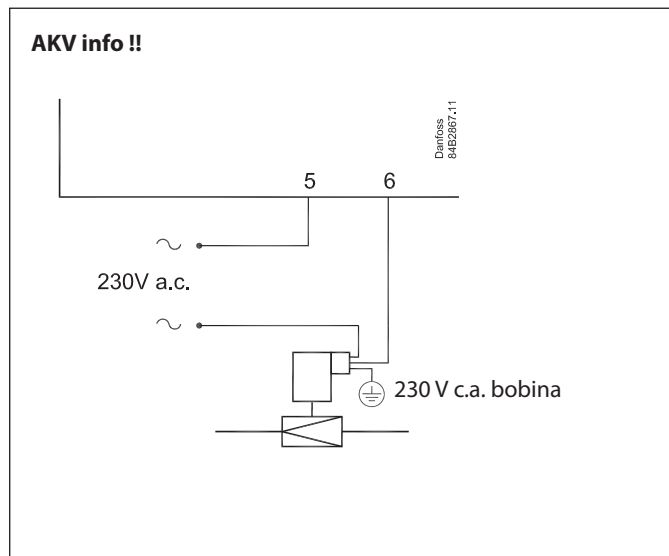 AKV info !!
Danfoss
84B2867.11
5 6
230V a.c.
230 V c.a. bobina